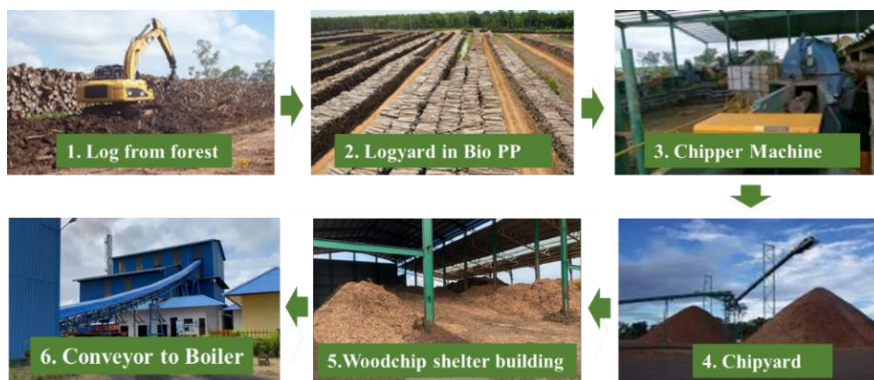 1. Log from forest
2. Logyard in Bio PP
3. Chipper Machine
4. Chipyard
5.Woodchip shelter building
6. Conveyor to Boiler